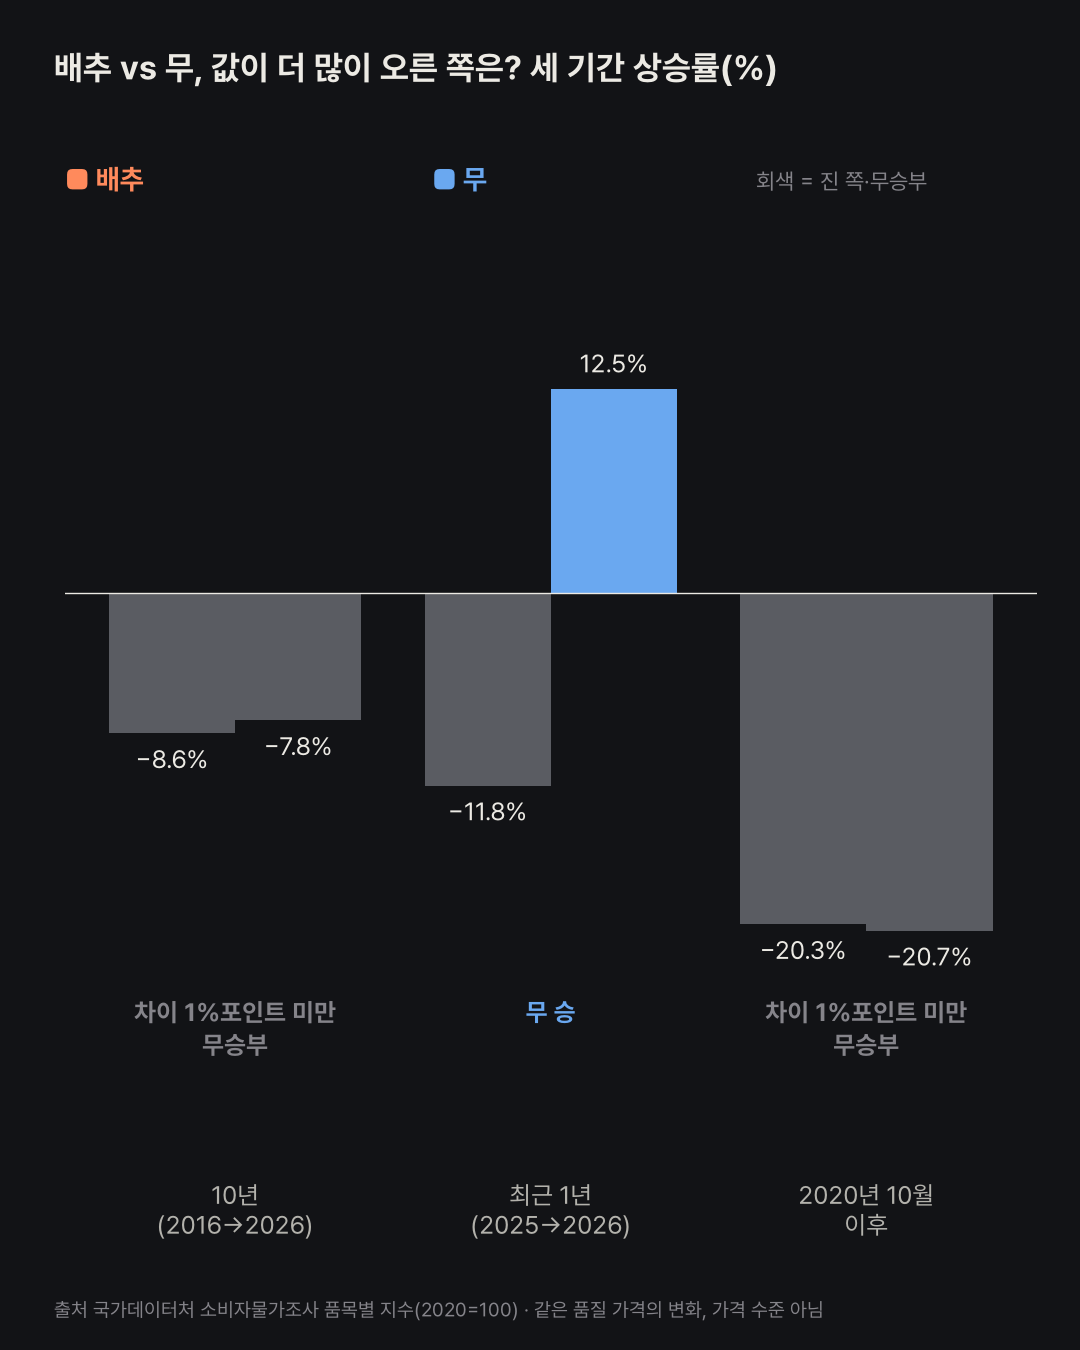 배추 vs 무, 값이 더 많이 오른 쪽은? 세 기간 상승률(%)
배추
무
회색 = 진 쪽·무승부
12.5%
−8.6%
−7.8%
−11.8%
−20.3%
−20.7%
차이 1%포인트 미만
무승부
무 승
차이 1%포인트 미만
무승부
10년
(2016→2026)
최근 1년
(2025→2026)
2020년 10월
이후
출처 국가데이터처 소비자물가조사 품목별 지수(2020=100) · 같은 품질 가격의 변화, 가격 수준 아님